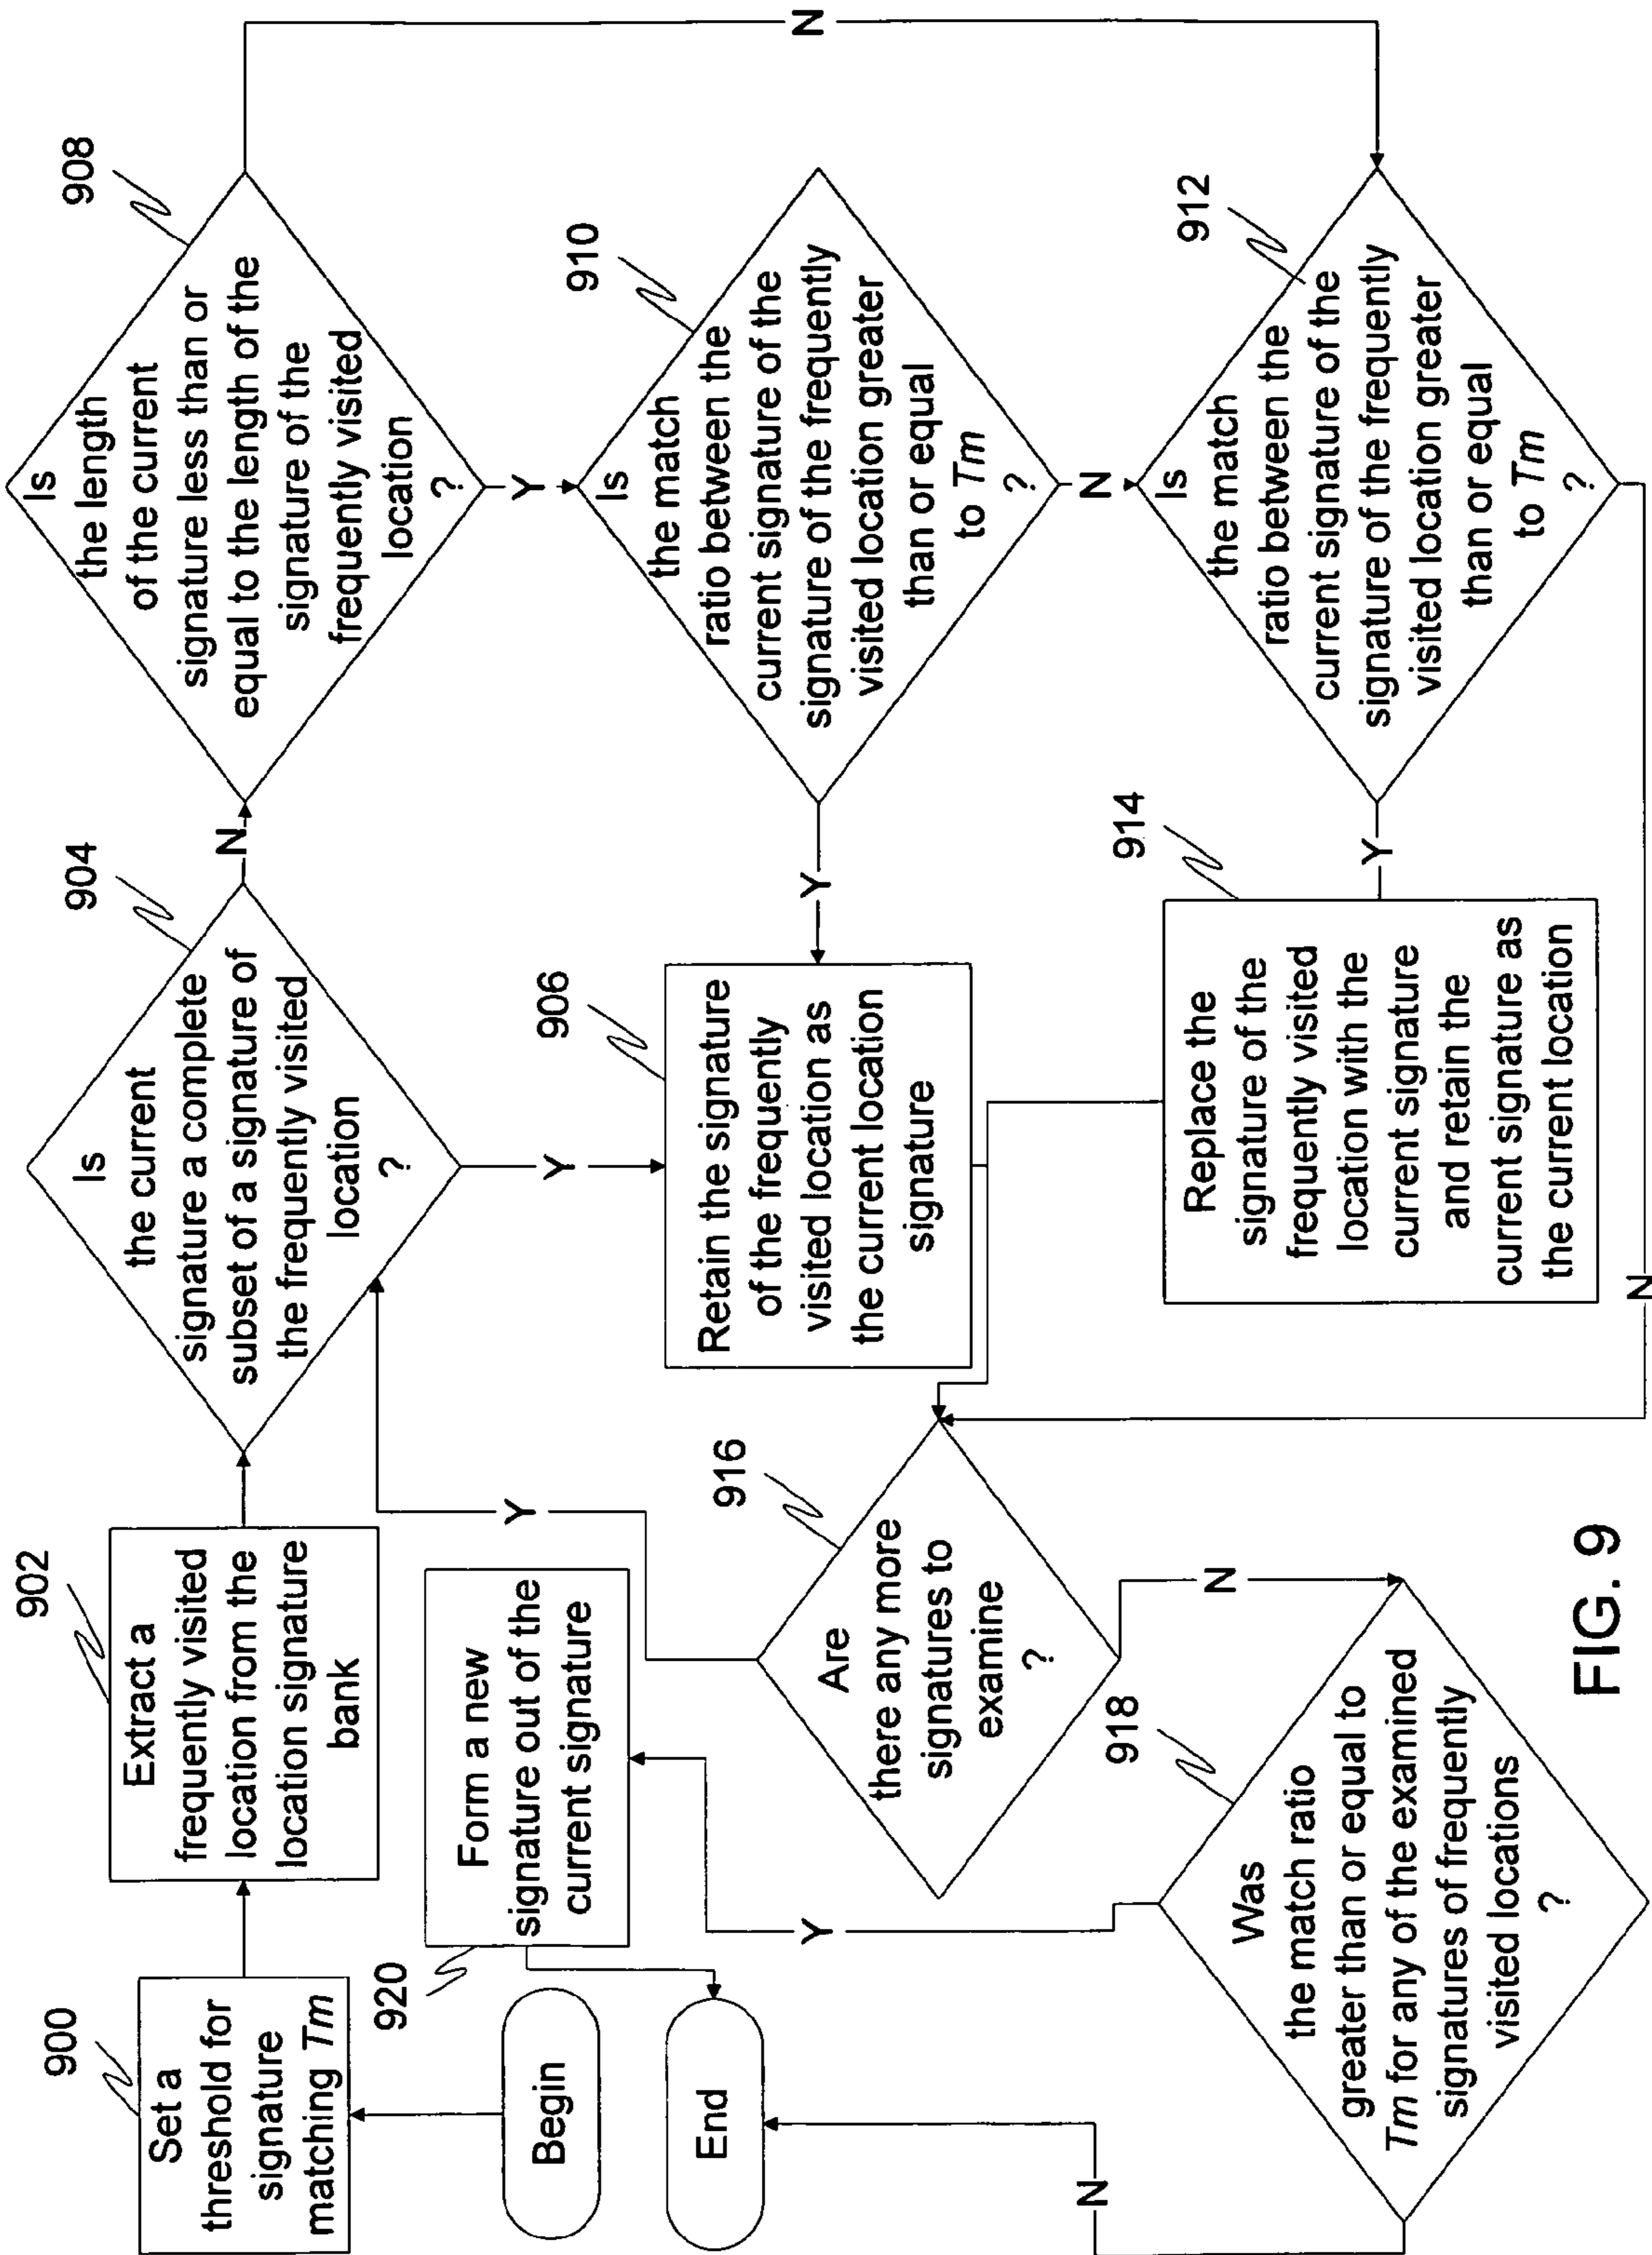 900
Set a
threshold for
signature
matching Tm
Begin
End
902
Extract a
frequently visited
location from the
location signature
bank
904
Is
the current
signature a complete
subset of a signature of
the frequently visited
location
?
N
Y
906
Retain the signature
of the frequently
visited location as
the current location
signature
908
Is
the length
of the current
signature less than or
equal to the length of the
signature of the
frequently visited
location
?
Y
N
910
Is
the match
ratio between the
current signature of the
signature of the frequently
visited location greater
than or equal
to Tm
?
Y
N
912
Is
the match
ratio between the
current signature of the
signature of the frequently
visited location greater
than or equal
to Tm
?
Y
N
914
Replace the
signature of the
frequently visited
location with the
current signature
and retain the
current signature as
the current location
916
Are
there any more
signatures to
examine
?
Y
N
918
Was
the match ratio
greater than or equal to
Tm for any of the examined
signatures of frequently
visited locations
?
Y
N
920
Form a new
signature out of the
current signature
FIG. 9